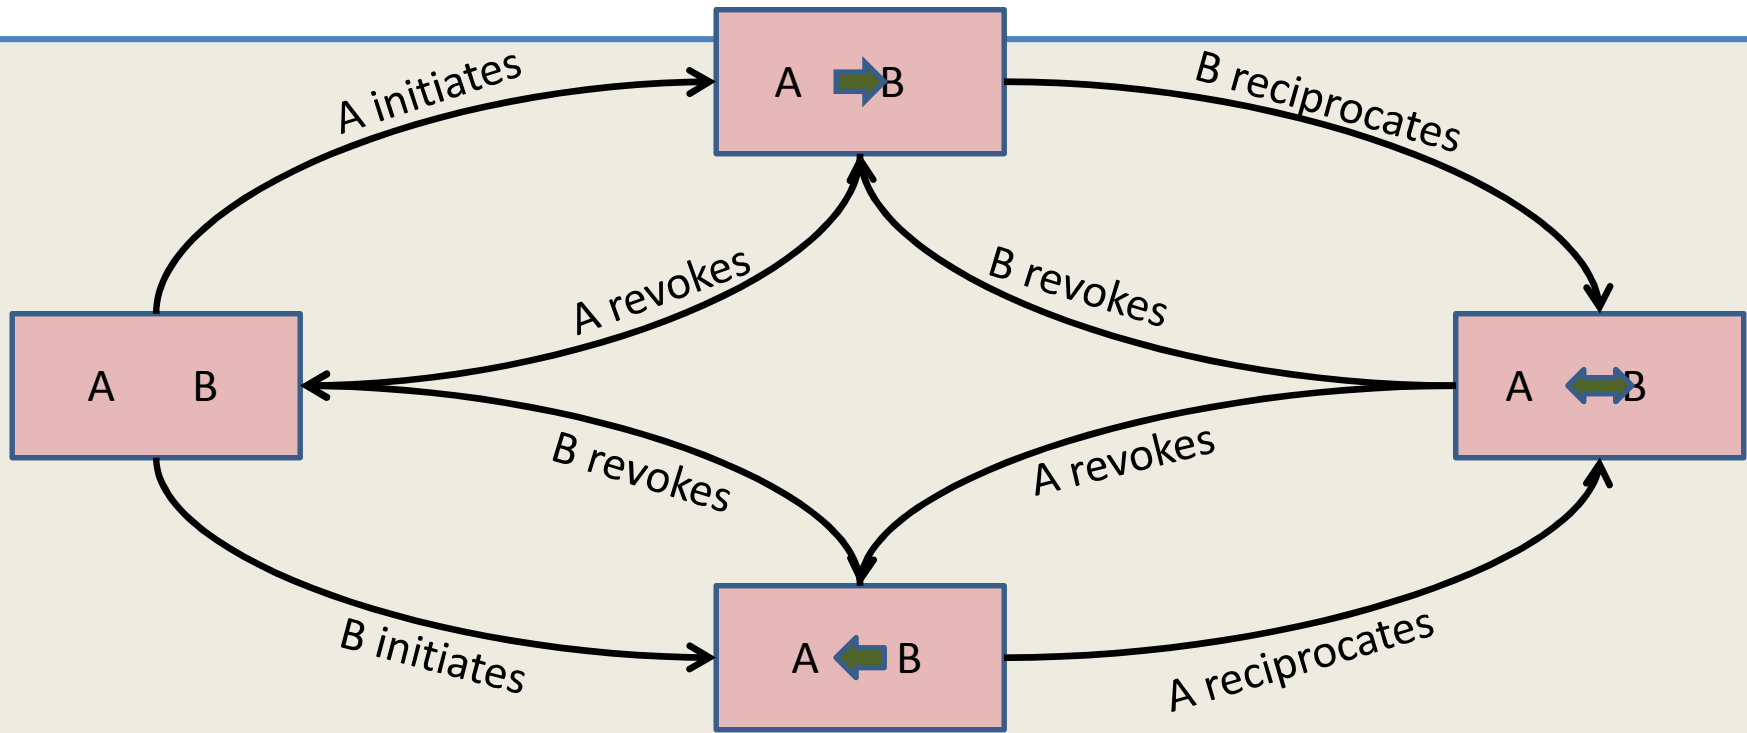 A B
B reciprocates
A initiates
A revokes
B revokes
A B
A B
B revokes
A revokes
B initiates
A B
A reciprocates